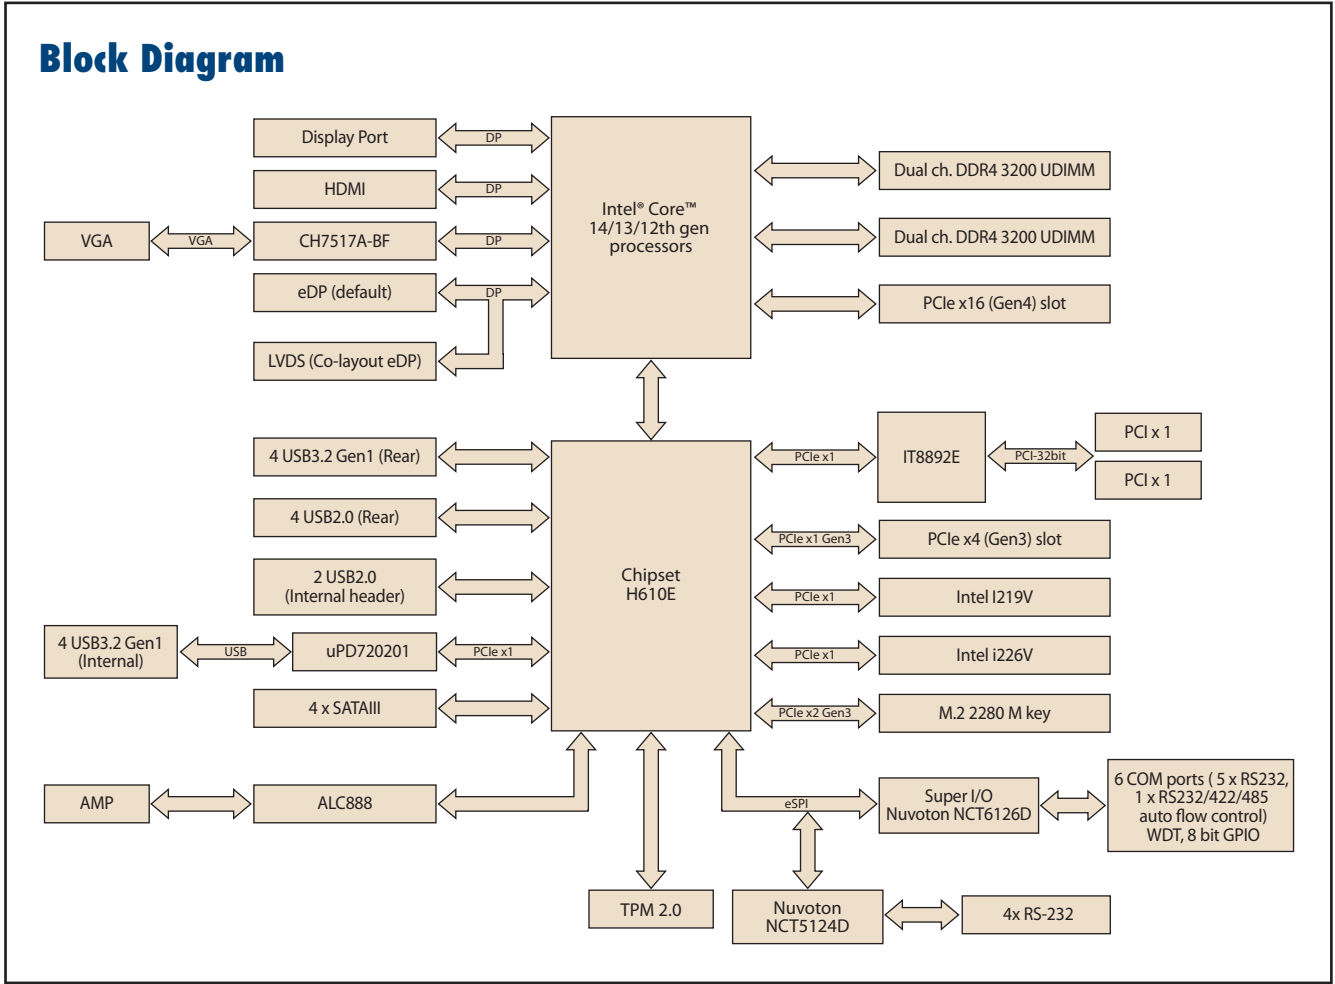 Block Diagram
Display Port
DP
HDMI
DP
VGA
VGA
CH7517A-BF
DP
eDP (default)
DP
LVDS (Co-layout eDP)
Intel® Core™
14/13/12th gen
processors
Dual ch. DDR4 3200 UDIMM
Dual ch. DDR4 3200 UDIMM
PCIe x16 (Gen4) slot
4 USB3.2 Gen1 (Rear)
4 USB2.0 (Rear)
2 USB2.0
(Internal header)
4 USB3.2 Gen1
(Internal)
USB
uPD720201
PCIe x1
4 x SATAIII
AMP
ALC888
Chipset
H610E
PCIe x1
IT8892E
PCI-32bit
PCI x 1
PCI x 1
PCIe x1 Gen3
PCIe x4 (Gen3) slot
PCIe x1
Intel I219V
PCIe x1
Intel i226V
PCIe x2 Gen3
M.2 2280 M key
eSPI
Super I/O
Nuvoton NCT6126D
6 COM ports ( 5 x RS232,
1 x RS232/422/485
auto flow control)
WDT, 8 bit GPIO
TPM 2.0
Nuvoton
NCT5124D
4x RS-232